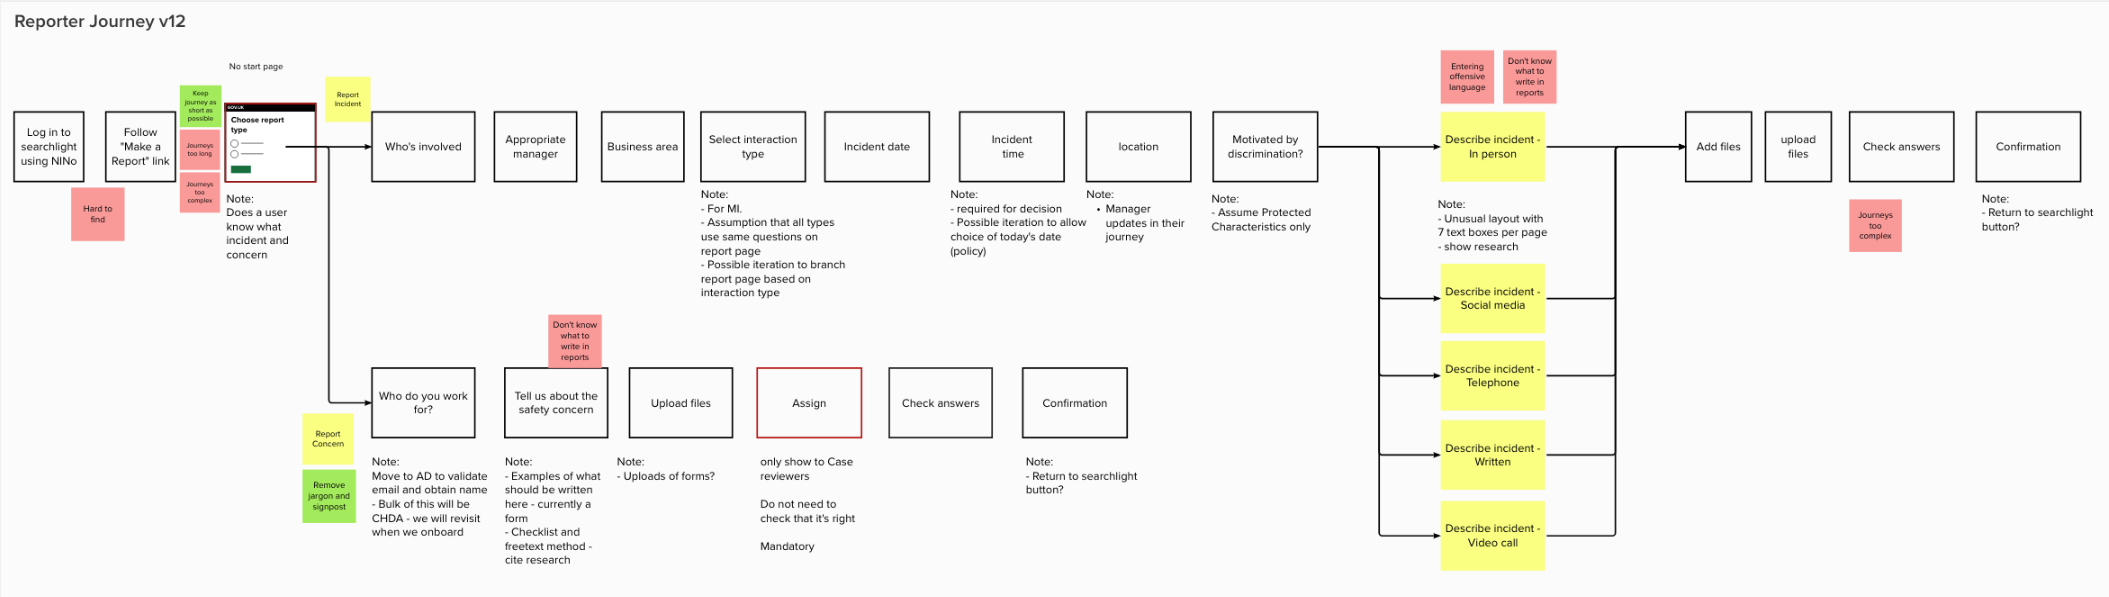 Reporter Journey v12
No start page
Keep
journey as
short as
possible
Journeys
too long
Journeys
too
complex
Report
Incident
Log in to
searchlight
using NINo
Follow
"Make a
Report" link
Hard to
find
GOV.UK
Choose report
type
Note:
Does a user
know what
incident and
concern
Who's involved
Appropriate
manager
Business area
Select interaction
type
Note:
- For MI.
- Assumption that all types
use same questions on
report page
- Possible iteration to branch
report page based on
interaction type
Incident date
Incident
time
Note:
- required for decision
- Possible iteration to allow
choice of today's date
(policy)
location
Note:
• Manager
updates in their
journey
Motivated by
discrimination?
Note:
- Assume Protected
Characteristics only
Entering
offensive
language
Don't know
what to
write in
reports
Describe incident -
In person
Note:
- Unusual layout with
7 text boxes per page
- show research
Describe incident -
Social media
Describe incident -
Telephone
Describe incident -
Written
Describe incident -
Video call
Add files
upload
files
Check answers
Journeys
too
complex
Confirmation
Note:
- Return to searchlight
button?
Report
Concern
Remove
jargon and
signpost
Who do you work
for?
Note:
Move to AD to validate
email and obtain name
- Bulk of this will be
CHDA - we will revisit
when we onboard
Don't know
what to
write in
reports
Tell us about the
safety concern
Note:
- Examples of what
should be written
here - currently a
form
- Checklist and
freetext method -
cite research
Upload files
Note:
- Uploads of forms?
Assign
only show to Case
reviewers
Do not need to
check that it's right
Mandatory
Check answers
Confirmation
Note:
- Return to searchlight
button?